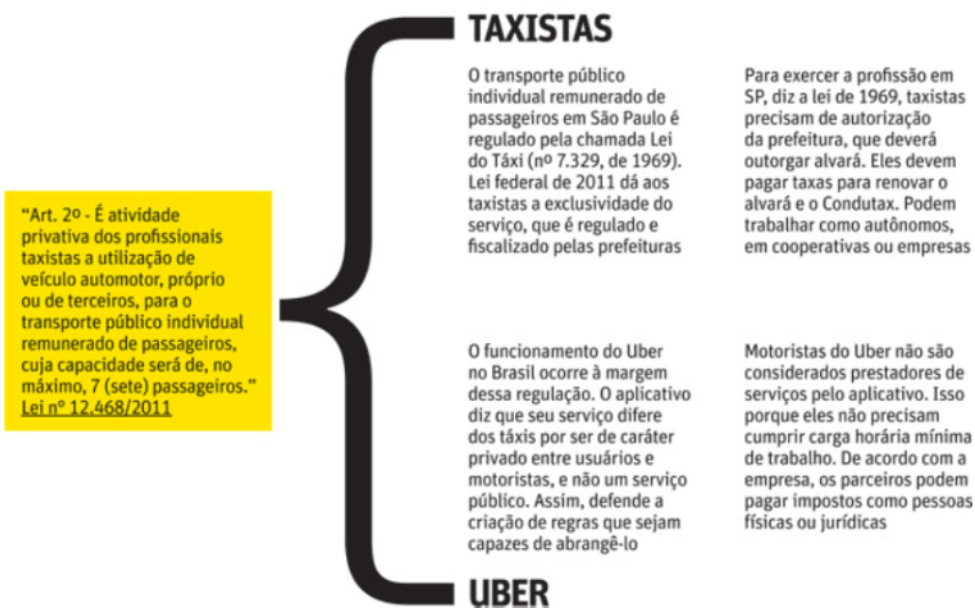 "Art. 2º - É atividade
privativa dos profissionais
taxistas a utilização de
veículo automotor, próprio
ou de terceiros, para o
transporte público individual
remunerado de passageiros,
cuja capacidade será de, no
máximo, 7 (sete) passageiros."
Lei nº 12.468/2011
TAXISTAS
O transporte público
individual remunerado de
passageiros em São Paulo é
regulado pela chamada Lei
do Táxi (nº 7.329, de 1969).
Lei federal de 2011 dá aos
taxistas a exclusividade do
serviço, que é regulado e
fiscalizado pelas prefeituras
Para exercer a profissão em
SP, diz a lei de 1969, taxistas
precisam de autorização
da prefeitura, que deverá
outorgar alvará. Eles devem
pagar taxas para renovar o
alvará e o Condutax. Podem
trabalhar como autônomos,
em cooperativas ou empresas
O funcionamento do Uber
no Brasil ocorre à margem
dessa regulação. O aplicativo
diz que seu serviço difere
dos táxis por ser de caráter
privado entre usuários e
motoristas, e não um serviço
público. Assim, defende a
criação de regras que sejam
capazes de abrangê-lo
Motoristas do Uber não são
considerados prestadores de
serviços pelo aplicativo. Isso
porque eles não precisam
cumprir carga horária mínima
de trabalho. De acordo com a
empresa, os parceiros podem
pagar impostos como pessoas
físicas ou jurídicas
UBER